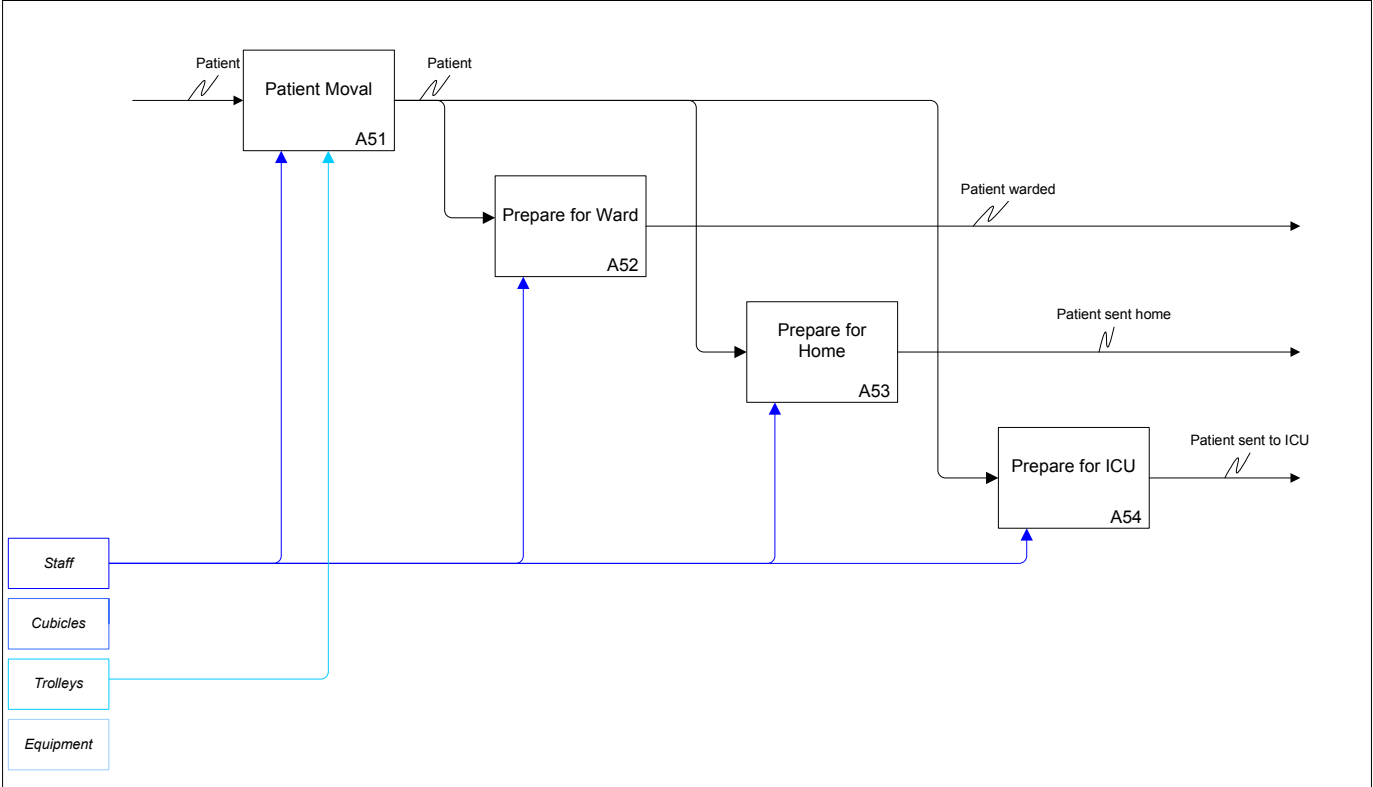 Patient
Patient
Patient Moval
A51
Patient warded
Prepare for Ward
A52
Patient sent home
Prepare for
Home
A53
Patient sent to ICU
Prepare for ICU
A54
Staff
Cubicles
Trolleys
Equipment